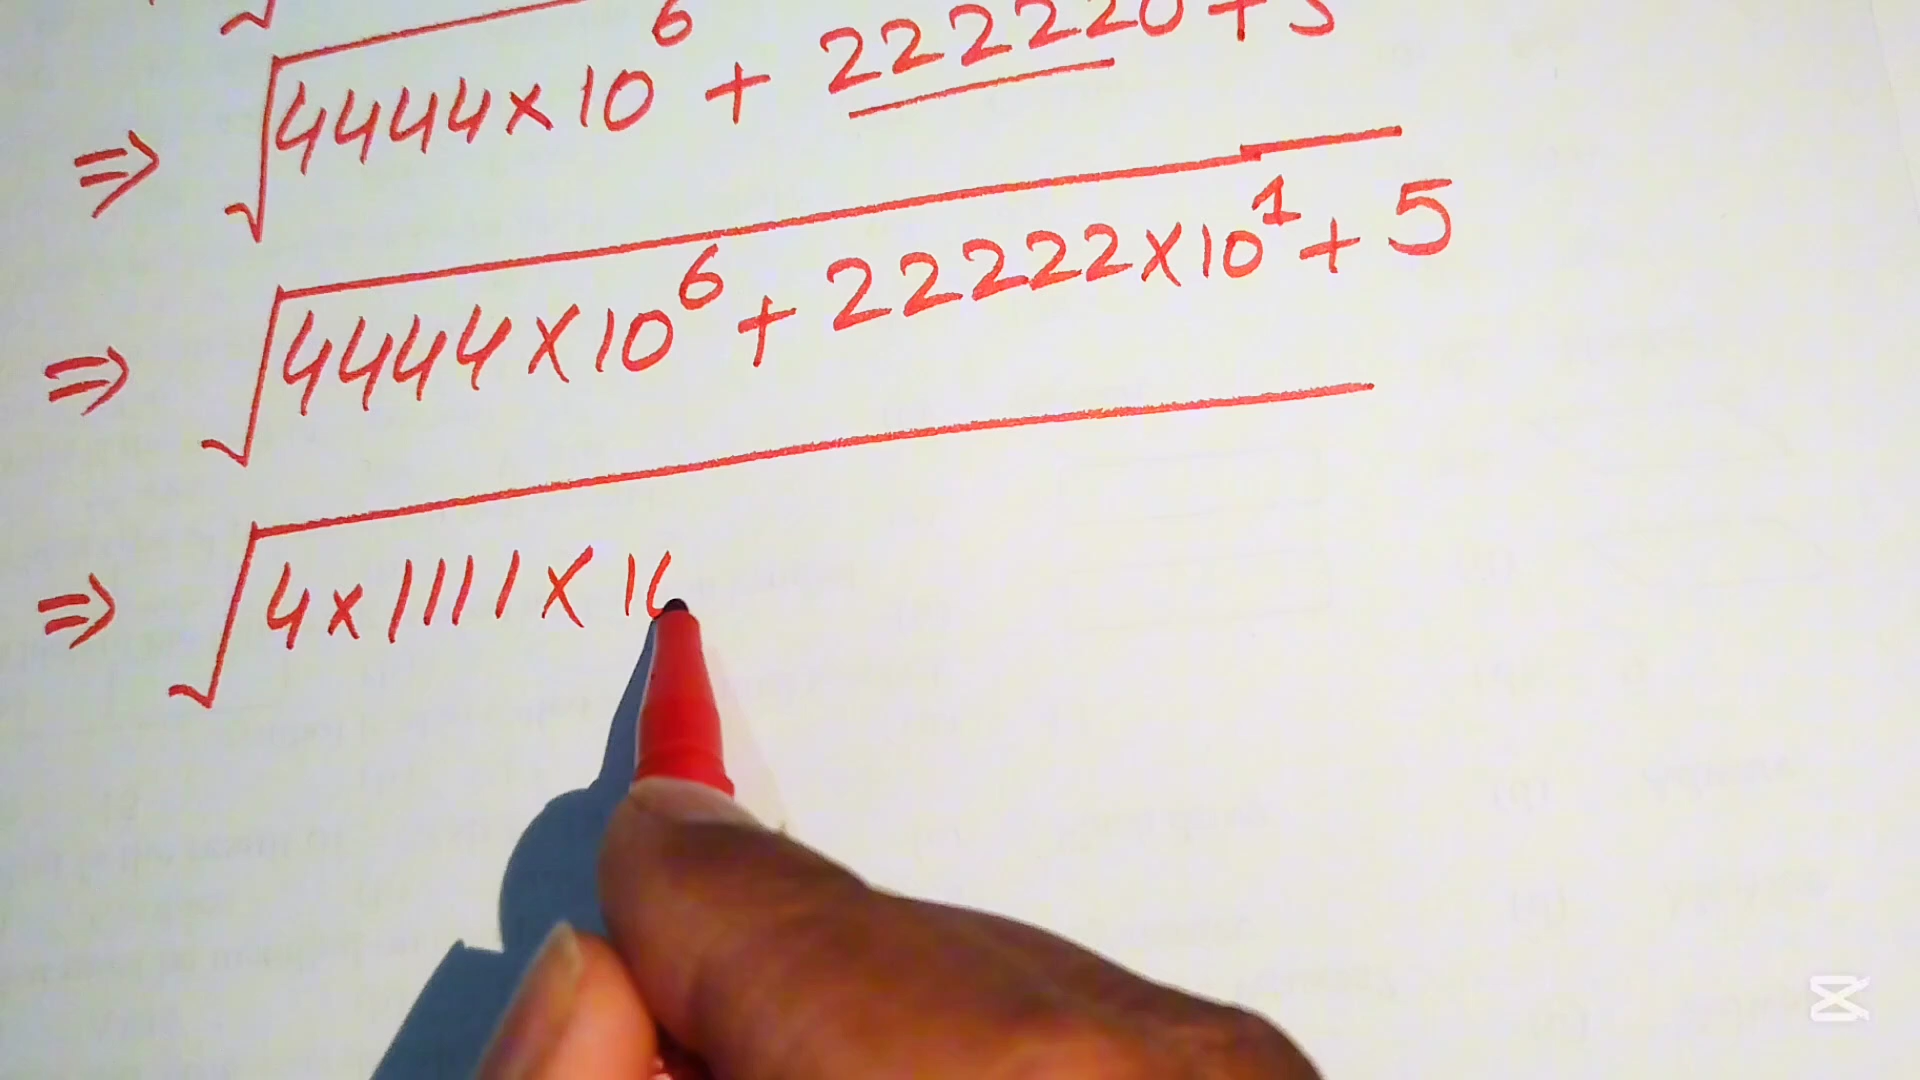 ⇒ √4444×10⁶ + 222220 + 5
⇒ √4444×10⁶ + 22222×10¹ + 5
⇒ √4×1111×10